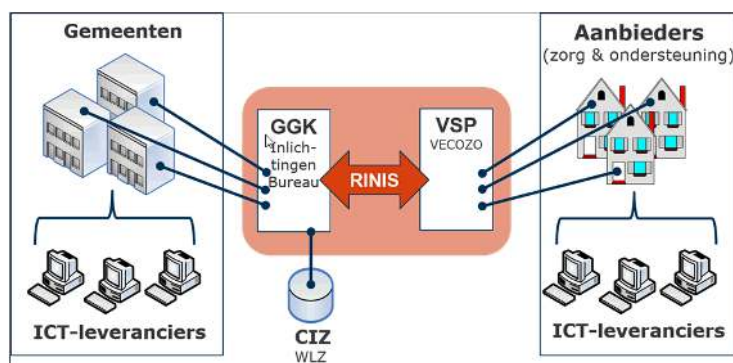 Gemeenten
ICT-leveranciers
GGK
Inlich-
tingen
Bureau
RINIS
VSP
VECOZO
CIZ
WLZ
Aanbieders
(zorg & ondersteuning)
ICT-leveranciers